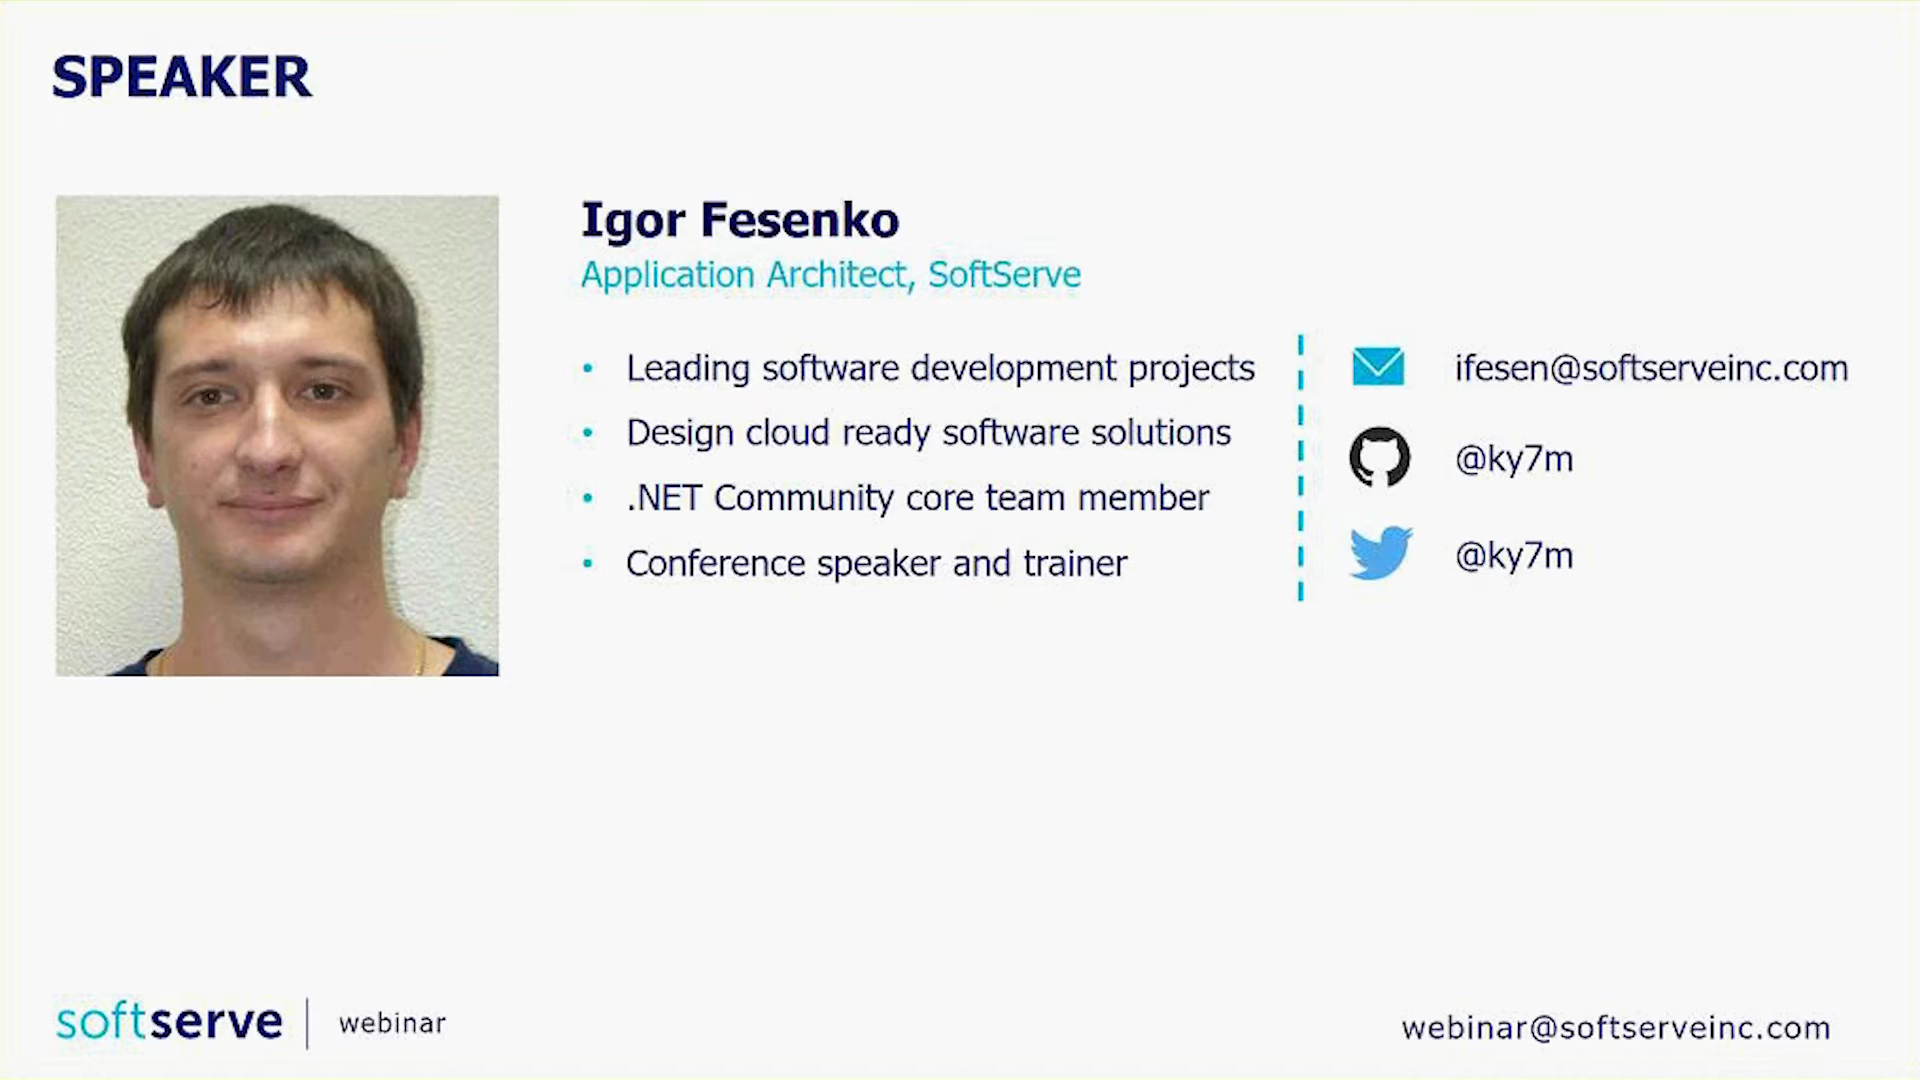 SPEAKER
Igor Fesenko
Application Architect, SoftServe
• Leading software development projects
• Design cloud ready software solutions
• .NET Community core team member
• Conference speaker and trainer
ifesen@softserveinc.com
@ky7m
@ky7m
softserve | webinar
webinar@softserveinc.com